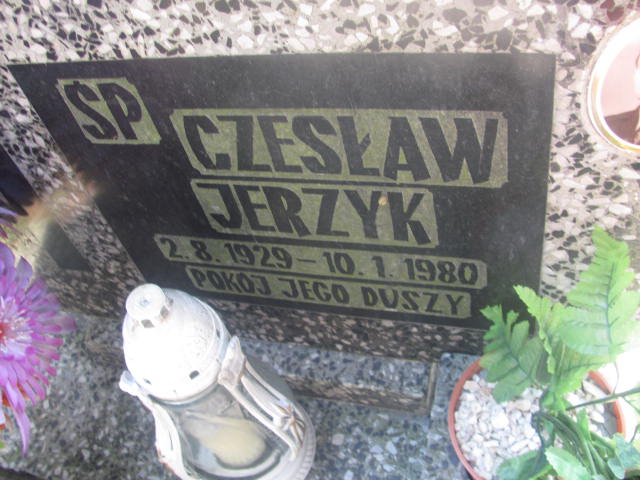 ŚP
CZESŁAW
JERZYK
2.8.1929-10.1.1980
POKÓJ JEGO DUSZY